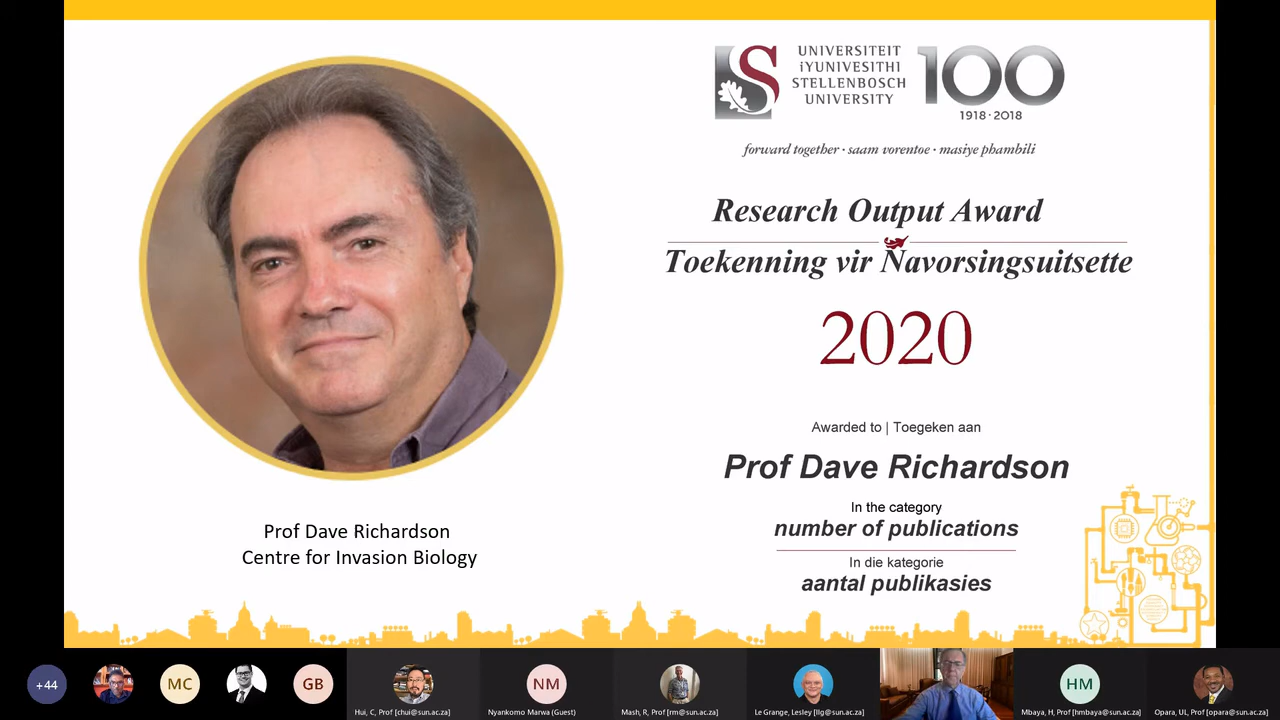 UNIVERSITEIT
iYUNIVESITHI
STELLENBOSCH
UNIVERSITY
100
1918·2018
forward together · saam vorentoe · masiye phambili
Research Output Award
Toekenning vir Navorsingsuitsette
2020
Awarded to | Toegeken aan
Prof Dave Richardson
In the category
number of publications
In die kategorie
aantal publikasies
Prof Dave Richardson
Centre for Invasion Biology
+44
MC
GB
Hui, C, Prof [chui@sun.ac.za]
NM
Nyankomo Marwa (Guest)
Mash, R, Prof [rm@sun.ac.za]
Le Grange, Lesley [llg@sun.ac.za]
HM
Mbaya, H, Prof [hmbaya@sun.ac.za]
Opara, UL, Prof [opara@sun.ac.za]